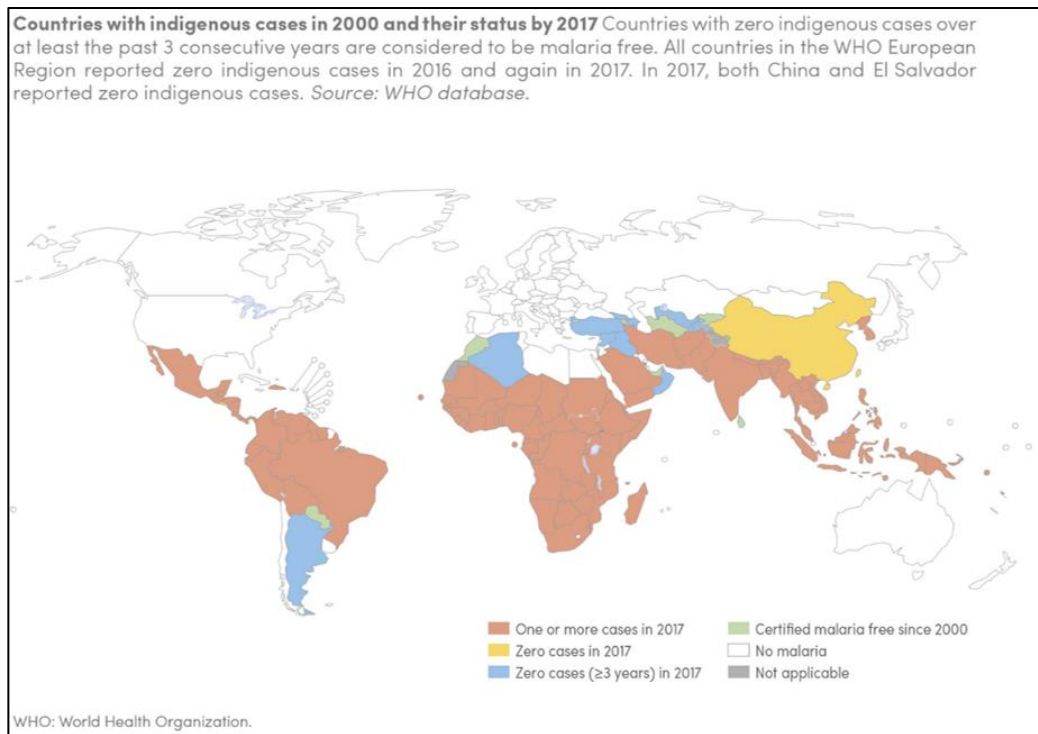 Countries with indigenous cases in 2000 and their status by 2017 Countries with zero indigenous cases over
at least the past 3 consecutive years are considered to be malaria free. All countries in the WHO European
Region reported zero indigenous cases in 2016 and again in 2017. In 2017, both China and El Salvador
reported zero indigenous cases. Source: WHO database.
One or more cases in 2017
Zero cases in 2017
Zero cases (≥3 years) in 2017
Certified malaria free since 2000
No malaria
Not applicable
WHO: World Health Organization.